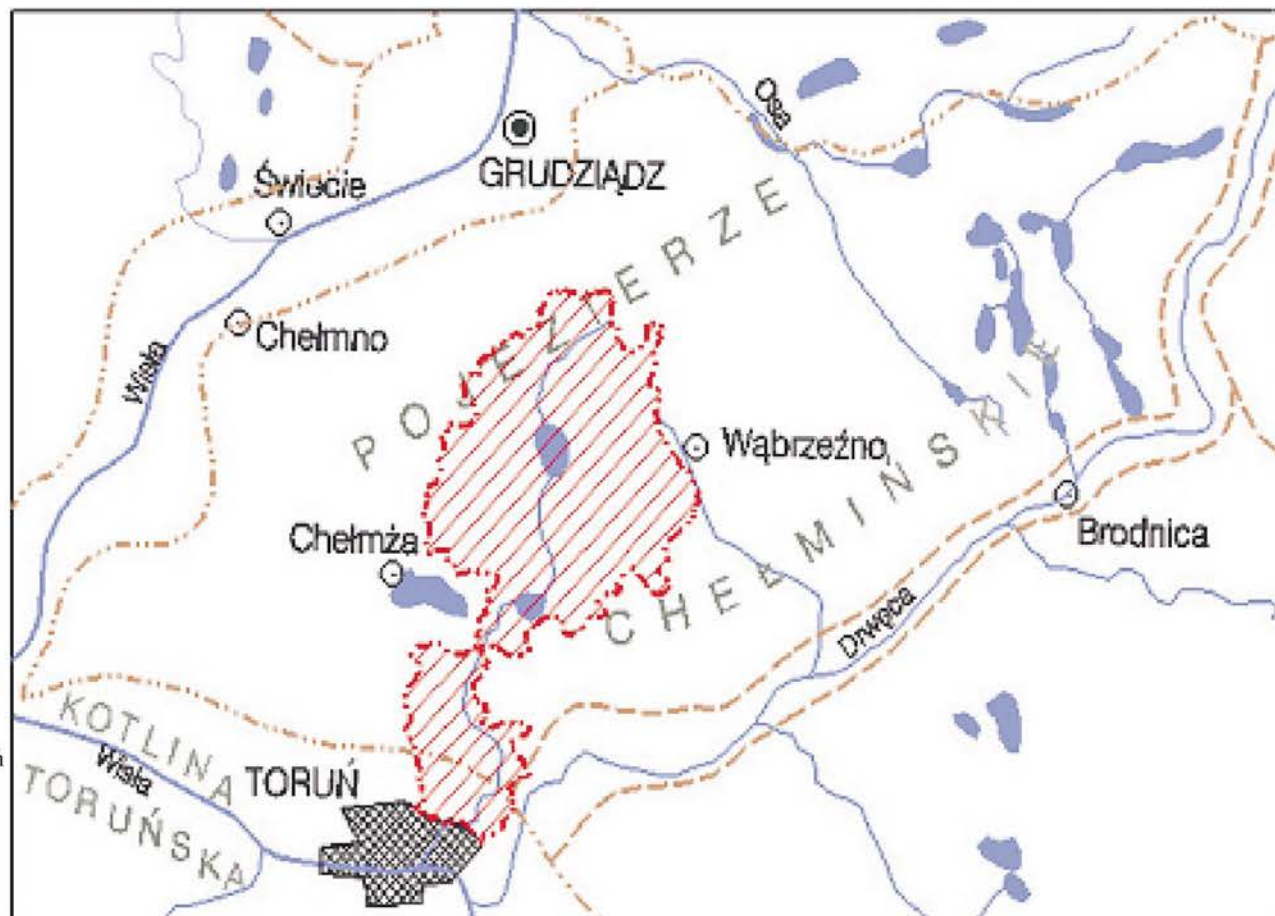 Osa
GRUDZIĄDZ
Świecie
POJEZIERZE
Chełmno
Wisła
Wąbrzeźno
Brodnica
Chełmża
CHEŁMIŃSKIE
Drwęca
KOTLINA
TORUŃSKA
Wisła
TORUŃ